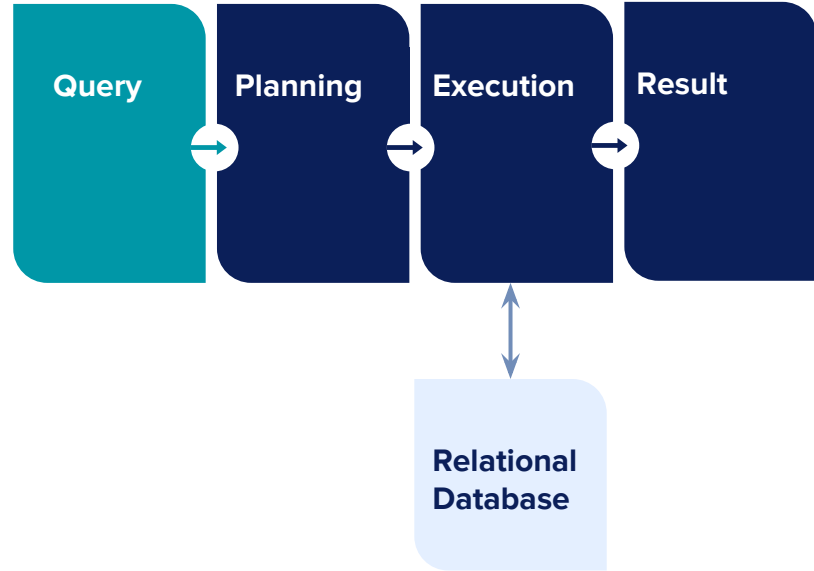 Query
Planning
Execution
Result
Relational
Database